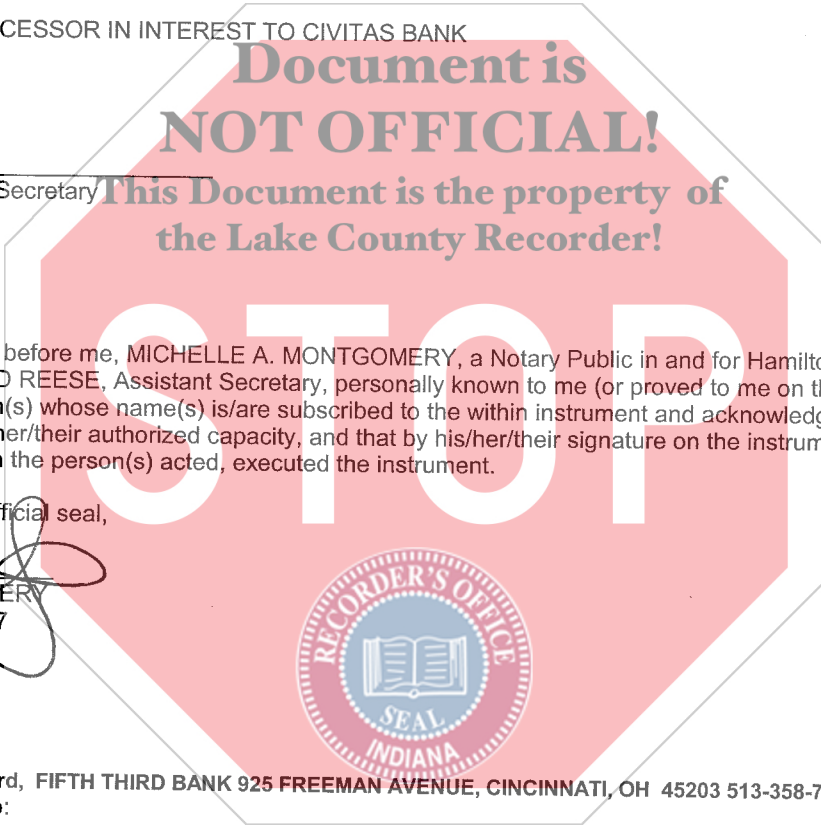 CESSOR IN INTEREST TO CIVITAS BANK
Document is
NOT OFFICIAL!
Secretary
This Document is the property of
the Lake County Recorder!
STOP
before me, MICHELLE A. MONTGOMERY, a Notary Public in and for Hamilto
D REESE, Assistant Secretary, personally known to me (or proved to me on th
(s) whose name(s) is/are subscribed to the within instrument and acknowledg
er/their authorized capacity, and that by his/her/their signature on the instrum
the person(s) acted, executed the instrument.
ficial seal,
ERY
7
RECORDER'S OFFICE
SEAL
INDIANA
rd, FIFTH THIRD BANK 925 FREEMAN AVENUE, CINCINNATI, OH 45203 513-358-7
: